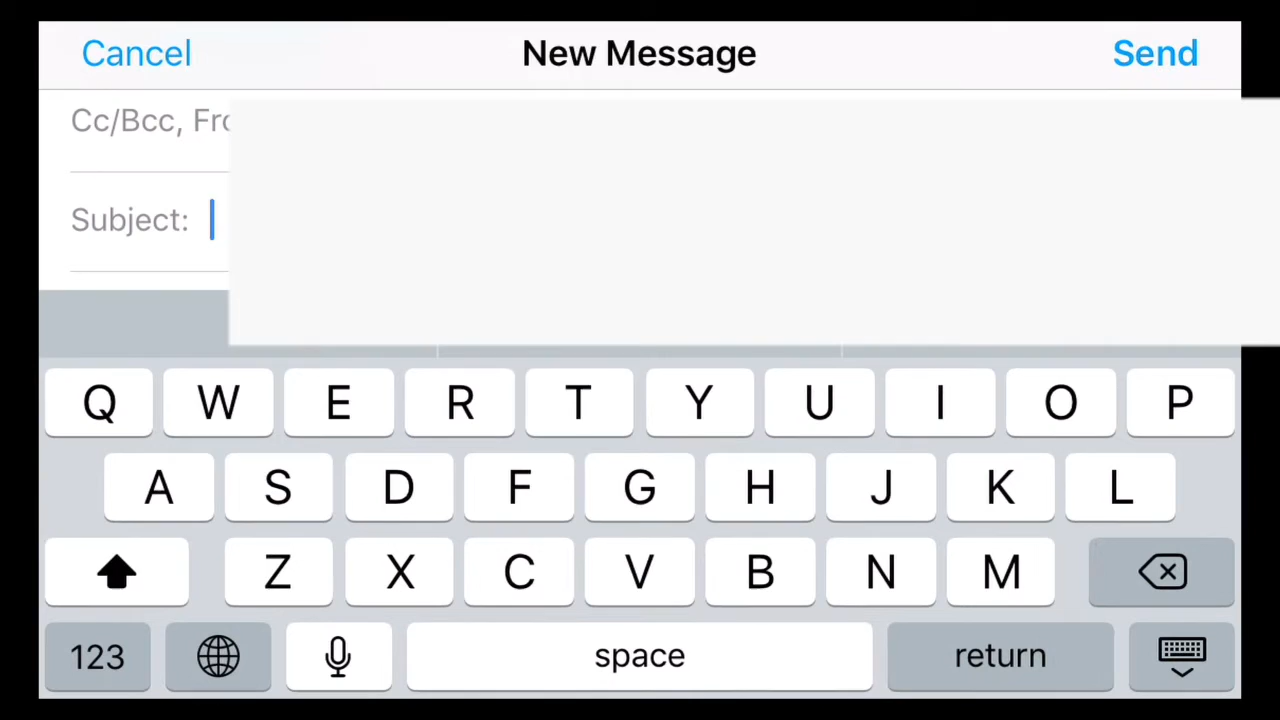 Cancel New Message Send
Cc/Bcc, Fro
Subject:
Q W E R T Y U I O P
A S D F G H J K L
Z X C V B N M
123 space return